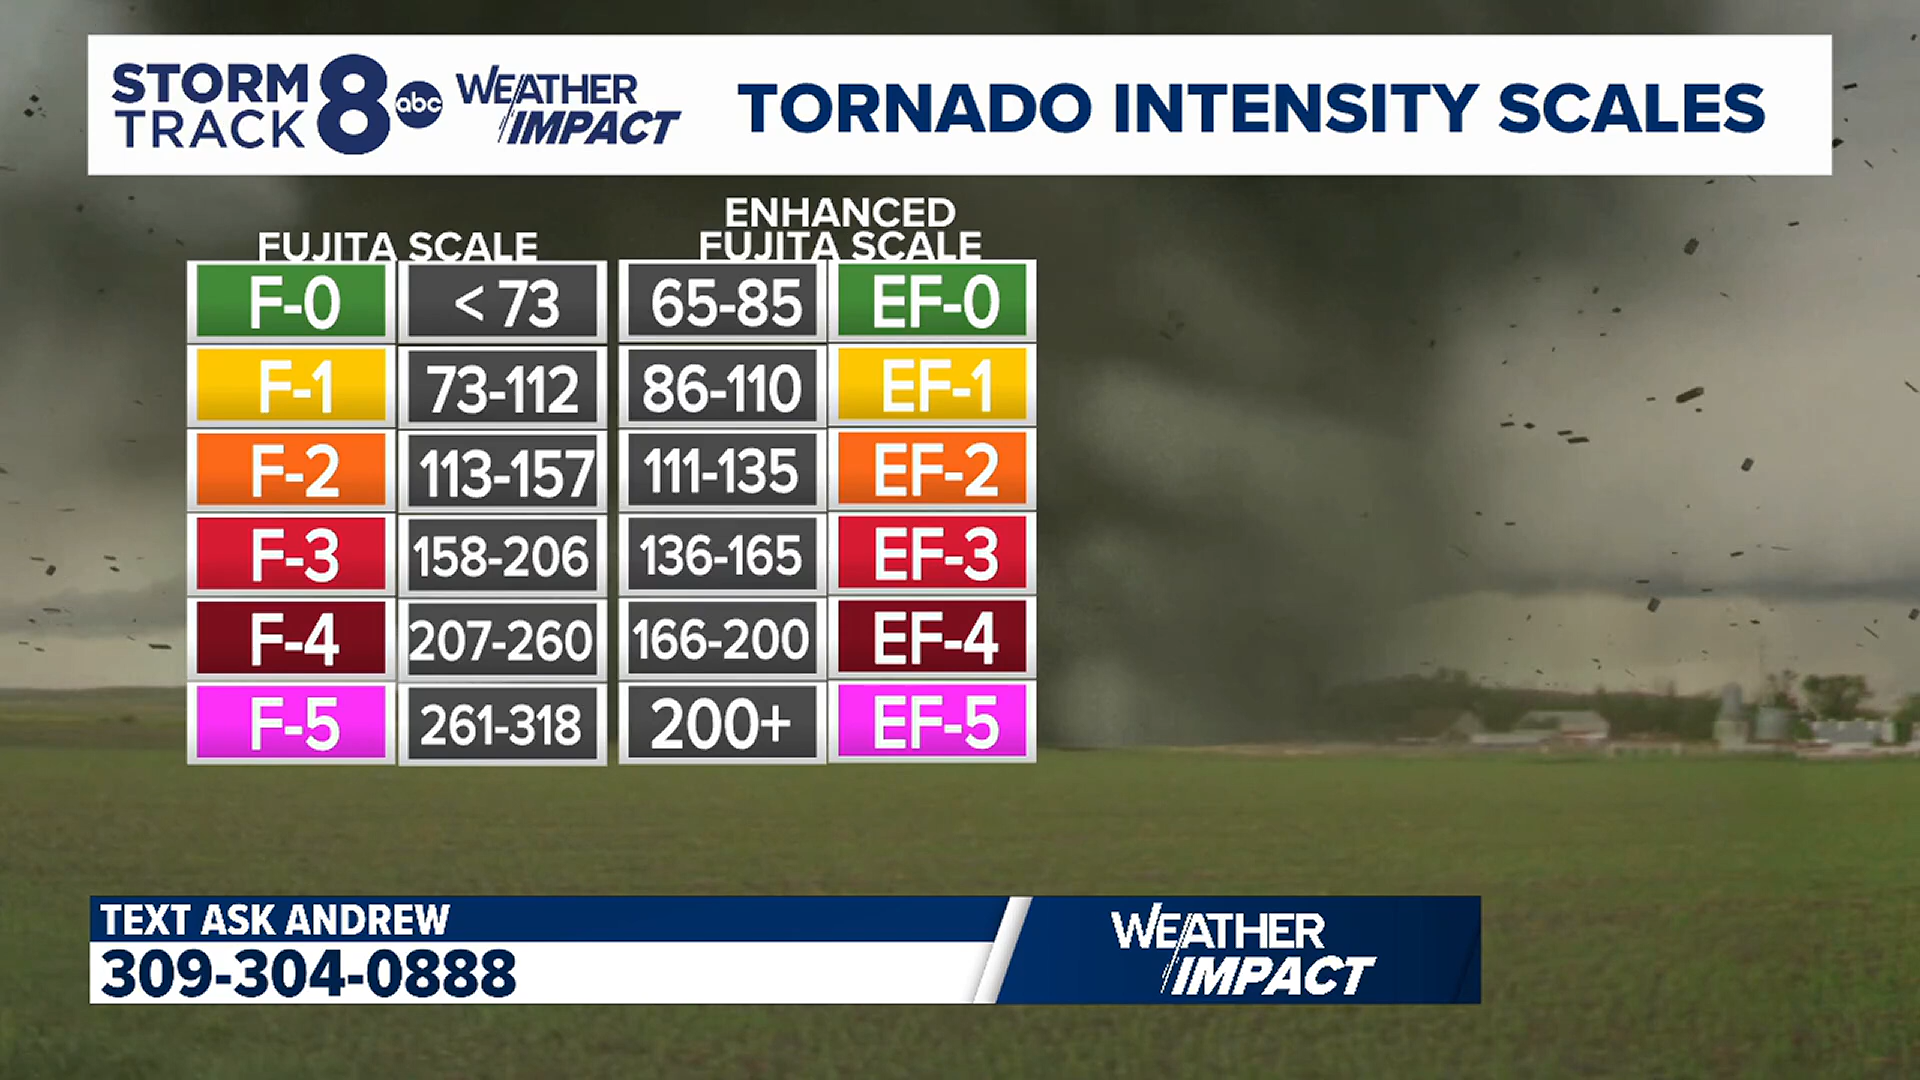 STORM TRACK 8 abc WEATHER IMPACT
TORNADO INTENSITY SCALES
FUJITA SCALE
ENHANCED FUJITA SCALE
F-0 < 73 65-85 EF-0
F-1 73-112 86-110 EF-1
F-2 113-157 111-135 EF-2
F-3 158-206 136-165 EF-3
F-4 207-260 166-200 EF-4
F-5 261-318 200+ EF-5
TEXT ASK ANDREW
309-304-0888
WEATHER IMPACT